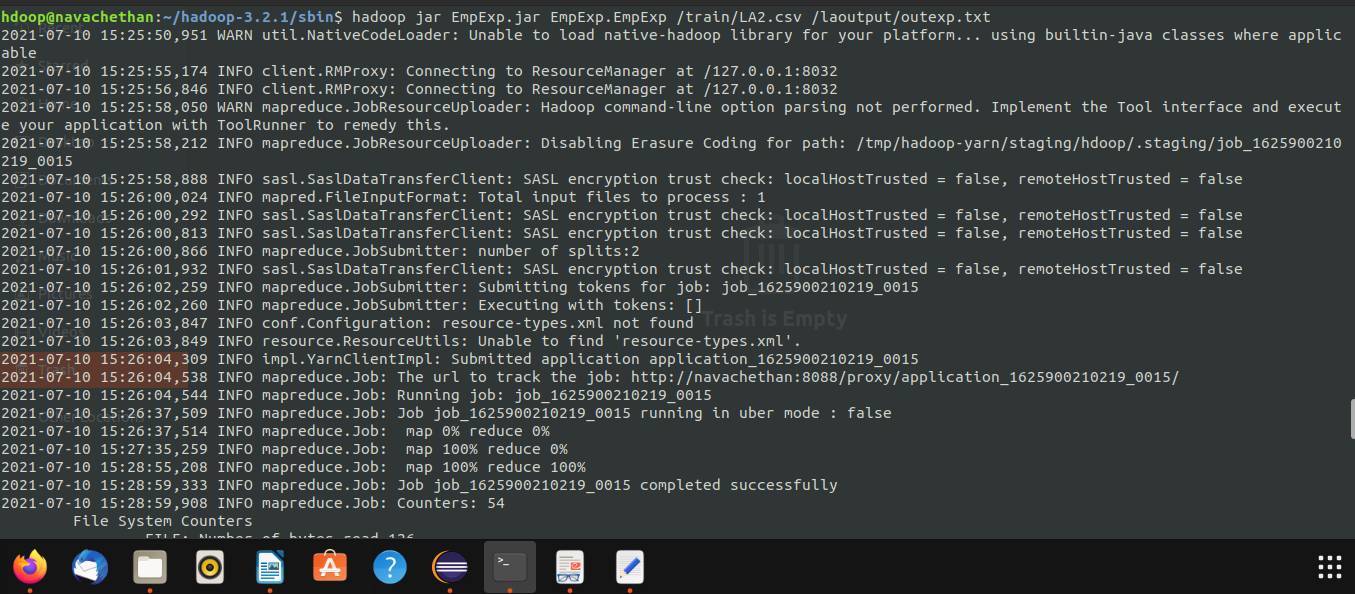 hdoop@navachethan:~/hadoop-3.2.1/sbin$ hadoop jar EmpExp.jar EmpExp.EmpExp /train/LA2.csv /laoutput/outexp.txt
2021-07-10 15:25:50,951 WARN util.NativeCodeLoader: Unable to load native-hadoop library for your platform... using builtin-java classes where applic
able
2021-07-10 15:25:55,174 INFO client.RMProxy: Connecting to ResourceManager at /127.0.0.1:8032
2021-07-10 15:25:56,846 INFO client.RMProxy: Connecting to ResourceManager at /127.0.0.1:8032
2021-07-10 15:25:58,050 WARN mapreduce.JobResourceUploader: Hadoop command-line option parsing not performed. Implement the Tool interface and execut
e your application with ToolRunner to remedy this.
2021-07-10 15:25:58,212 INFO mapreduce.JobResourceUploader: Disabling Erasure Coding for path: /tmp/hadoop-yarn/staging/hdoop/.staging/job_1625900210
219_0015
2021-07-10 15:25:58,888 INFO sasl.SaslDataTransferClient: SASL encryption trust check: localHostTrusted = false, remoteHostTrusted = false
2021-07-10 15:26:00,024 INFO mapred.FileInputFormat: Total input files to process : 1
2021-07-10 15:26:00,292 INFO sasl.SaslDataTransferClient: SASL encryption trust check: localHostTrusted = false, remoteHostTrusted = false
2021-07-10 15:26:00,813 INFO sasl.SaslDataTransferClient: SASL encryption trust check: localHostTrusted = false, remoteHostTrusted = false
2021-07-10 15:26:00,866 INFO mapreduce.JobSubmitter: number of splits:2
2021-07-10 15:26:01,932 INFO sasl.SaslDataTransferClient: SASL encryption trust check: localHostTrusted = false, remoteHostTrusted = false
2021-07-10 15:26:02,259 INFO mapreduce.JobSubmitter: Submitting tokens for job: job_1625900210219_0015
2021-07-10 15:26:02,260 INFO mapreduce.JobSubmitter: Executing with tokens: []
2021-07-10 15:26:03,847 INFO conf.Configuration: resource-types.xml not found
Trash is Empty
2021-07-10 15:26:03,849 INFO resource.ResourceUtils: Unable to find 'resource-types.xml'.
2021-07-10 15:26:04,309 INFO impl.YarnClientImpl: Submitted application application_1625900210219_0015
2021-07-10 15:26:04,538 INFO mapreduce.Job: The url to track the job: http://navachethan:8088/proxy/application_1625900210219_0015/
2021-07-10 15:26:04,544 INFO mapreduce.Job: Running job: job_1625900210219_0015
2021-07-10 15:26:37,509 INFO mapreduce.Job: Job job_1625900210219_0015 running in uber mode : false
2021-07-10 15:26:37,514 INFO mapreduce.Job:  map 0% reduce 0%
2021-07-10 15:27:35,259 INFO mapreduce.Job:  map 100% reduce 0%
2021-07-10 15:28:55,208 INFO mapreduce.Job:  map 100% reduce 100%
2021-07-10 15:28:59,333 INFO mapreduce.Job: Job job_1625900210219_0015 completed successfully
2021-07-10 15:28:59,908 INFO mapreduce.Job: Counters: 54
File System Counters
FILE: Number of bytes read 126